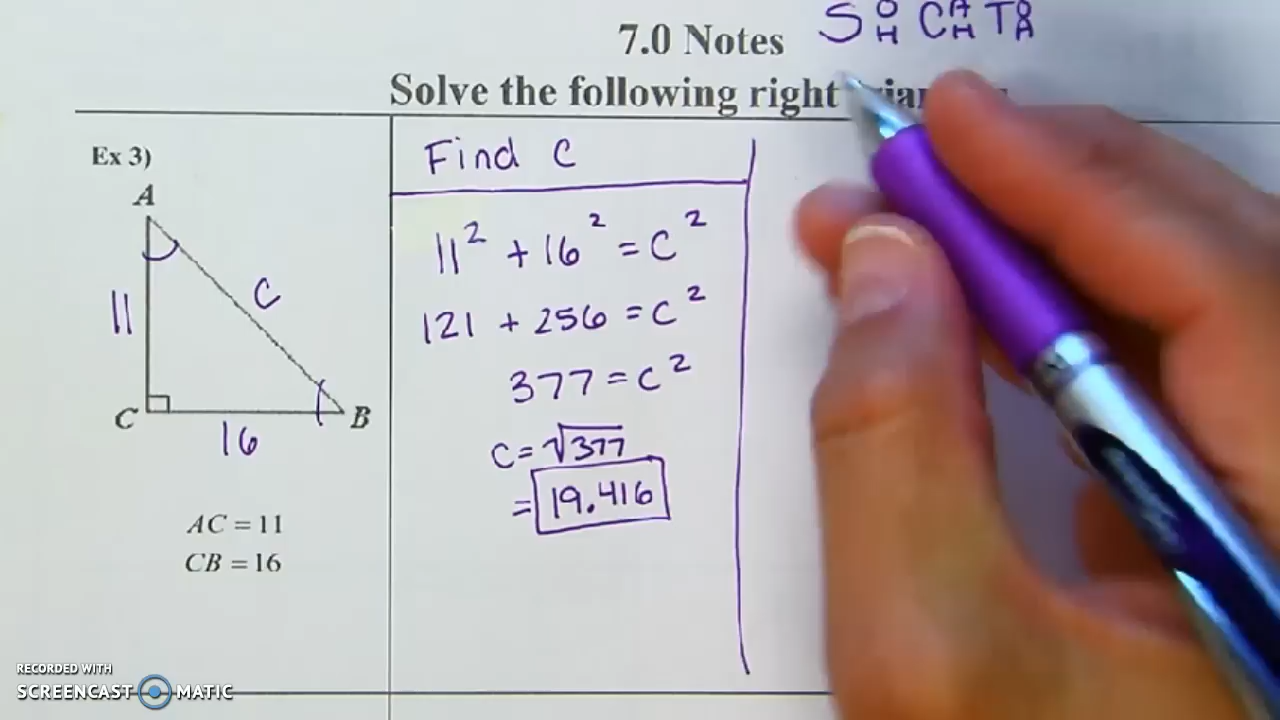 7.0 Notes
S O H C A H T O A
Solve the following right
Ex 3)
A
11
c
C
B
16
AC = 11
CB = 16
Find c
11² + 16² = c²
121 + 256 = c²
377 = c²
c = √377
= 19.416
RECORDED WITH
SCREENCAST MATIC